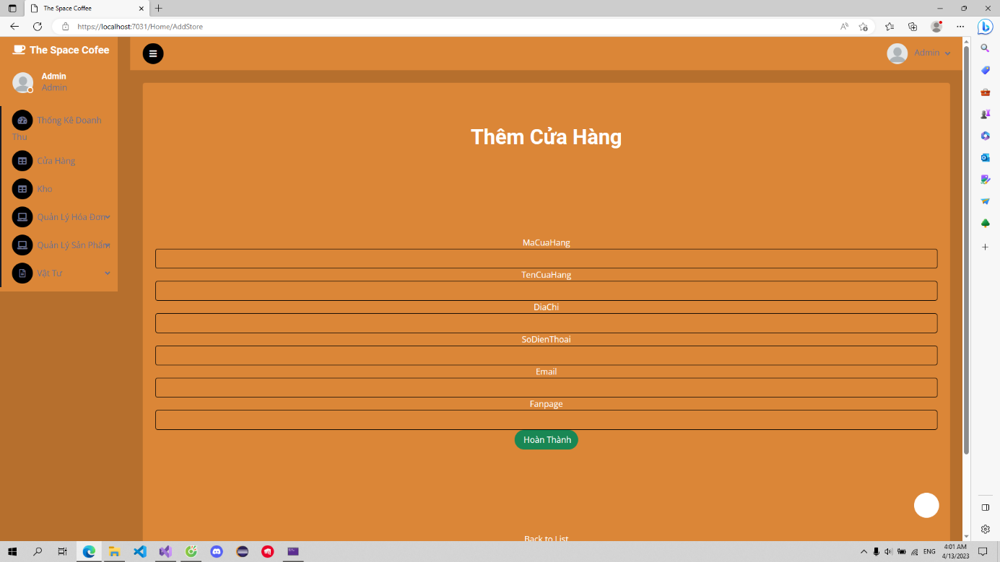 The Space Coffee
https://localhost:7031/Home/AddStore
The Space Cofee
Admin
Admin
Admin
Thống Kê Doanh
Thu
Cửa Hàng
Kho
Quản Lý Hóa Đơn
Quản Lý Sản Phẩm
Vật Tư
Thêm Cửa Hàng
MaCuaHang
TenCuaHang
DiaChi
SoDienThoai
Email
Fanpage
Hoàn Thành
Back to List
ENG
4:01 AM
4/13/2023